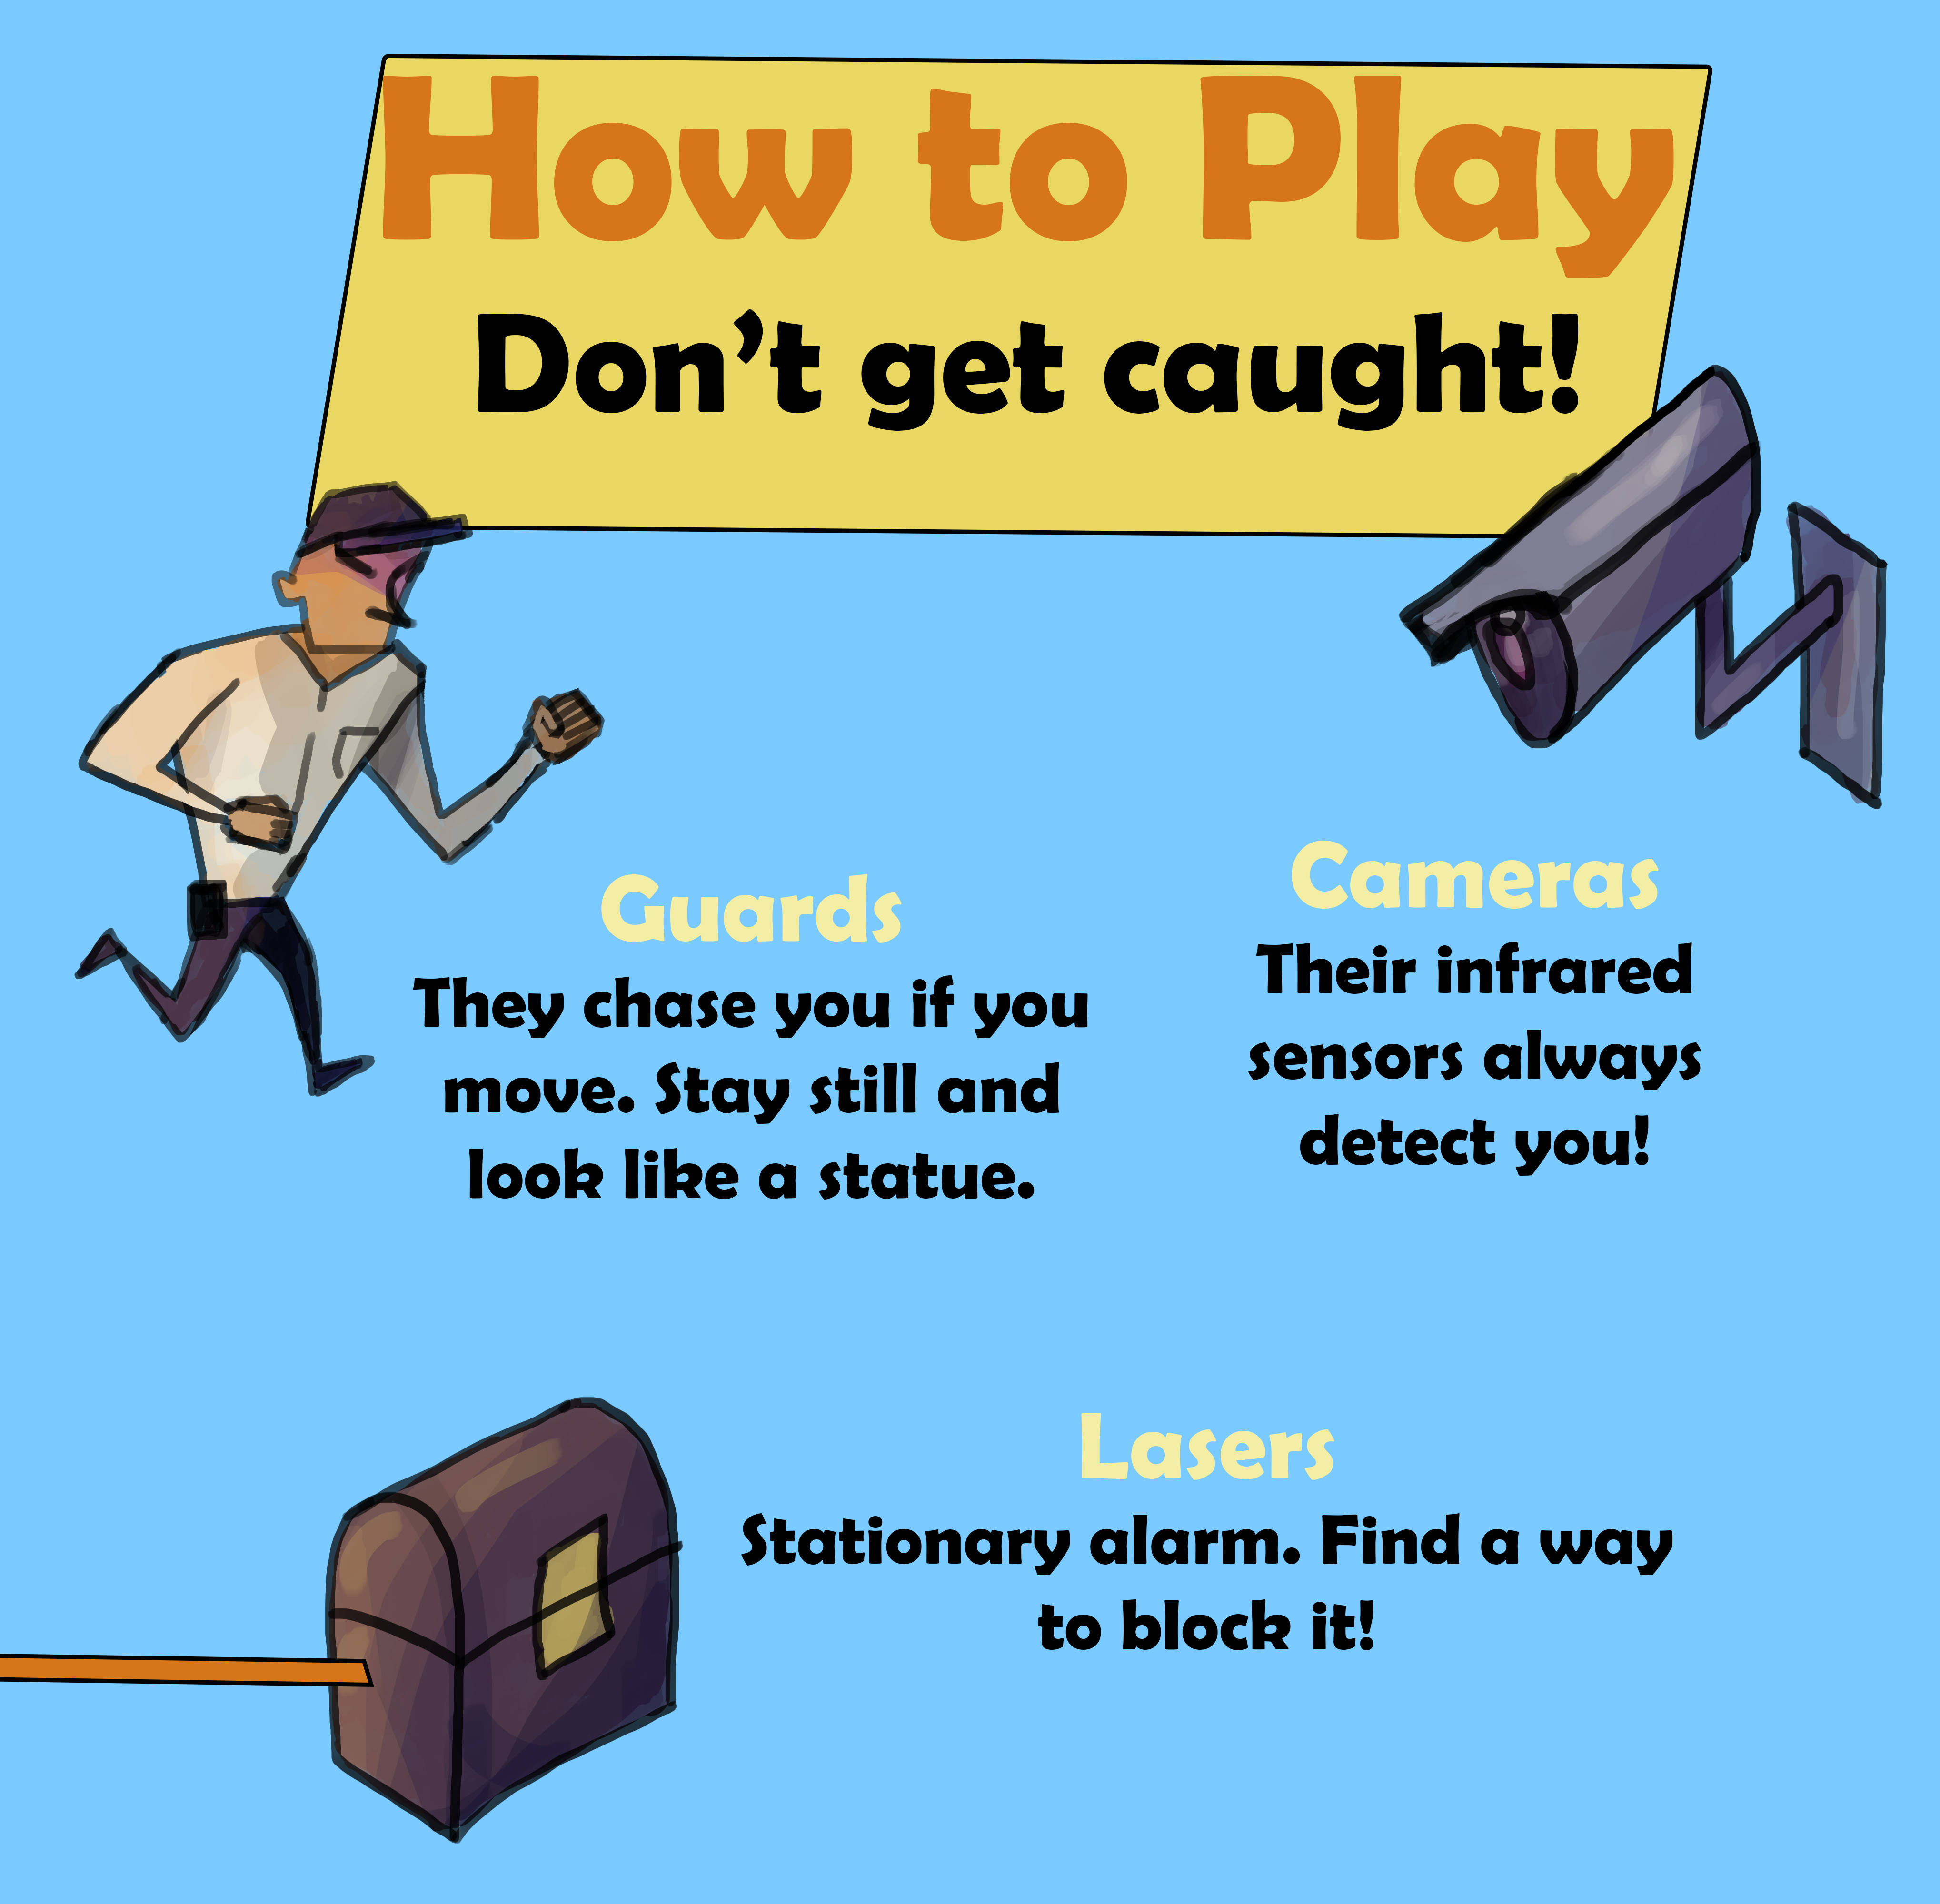 How to Play
Don't get caught!
Guards
They chase you if you
move. Stay still and
look like a statue.
Cameras
Their infrared
sensors always
detect you!
Lasers
Stationary alarm. Find a way
to block it!